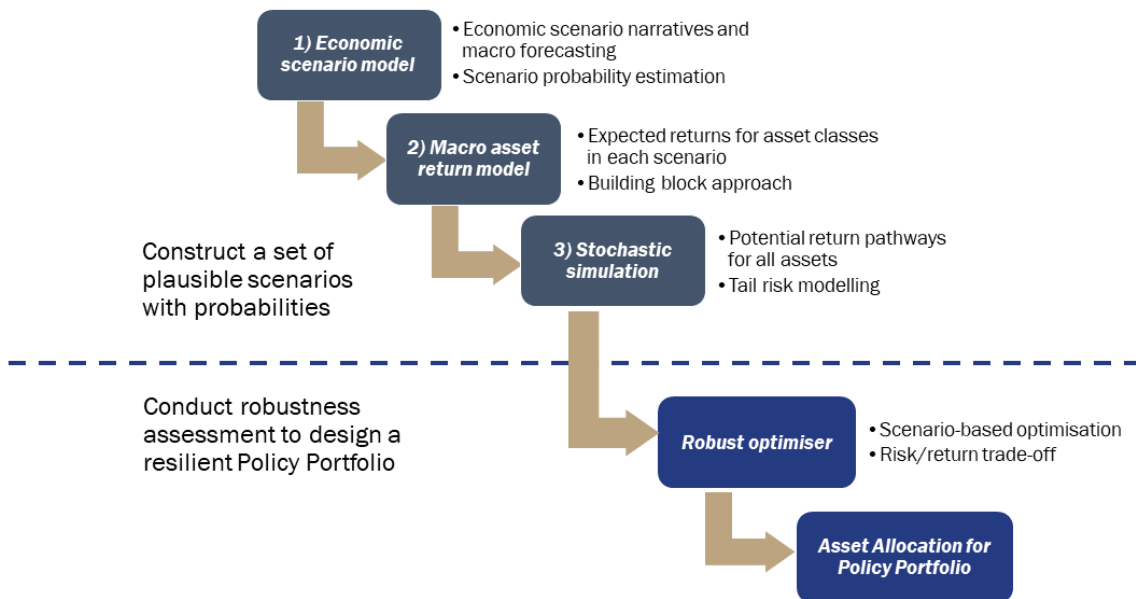 1) Economic
scenario model
• Economic scenario narratives and
macro forecasting
• Scenario probability estimation
2) Macro asset
return model
• Expected returns for asset classes
in each scenario
• Building block approach
3) Stochastic
simulation
• Potential return pathways
for all assets
• Tail risk modelling
Construct a set of
plausible scenarios
with probabilities
Conduct robustness
assessment to design a
resilient Policy Portfolio
Robust optimiser
• Scenario-based optimisation
• Risk/return trade-off
Asset Allocation for
Policy Portfolio